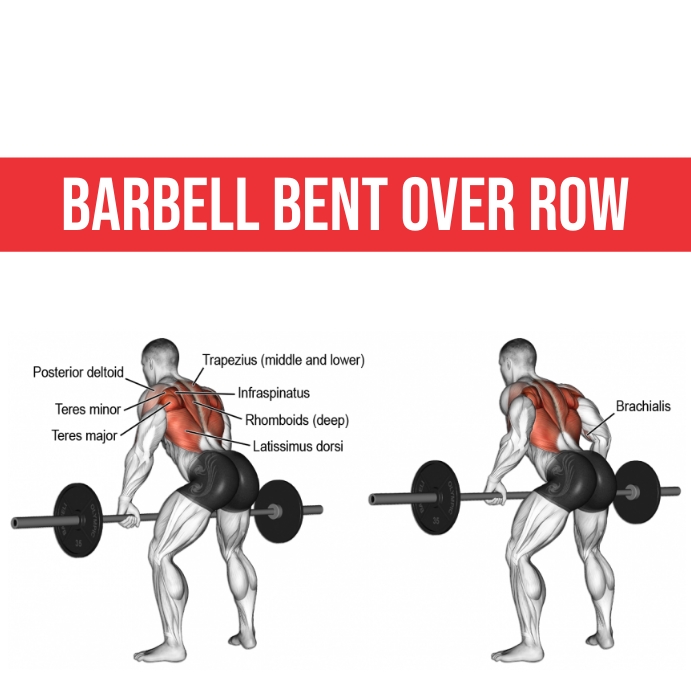 BARBELL BENT OVER ROW
Posterior deltoid
Trapezius (middle and lower)
Teres minor
Infraspinatus
Teres major
Rhomboids (deep)
Latissimus dorsi
Brachialis